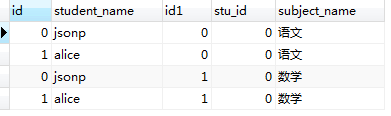 id student_name id1 stu_id subject_name
0 jsonp 0 0 语文
1 alice 0 0 语文
0 jsonp 1 0 数学
1 alice 1 0 数学